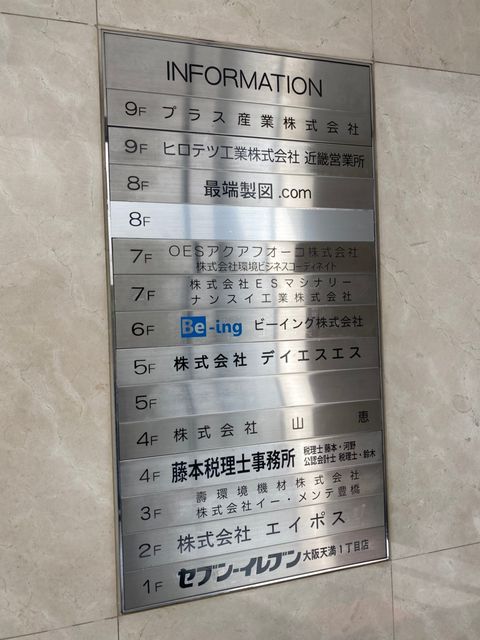 INFORMATION
9F プラス産業株式会社
9F ヒロテツ工業株式会社 近畿営業所
8F 最端製図.com
8F
7F OESアクアフオーコ株式会社
株式会社環境ビジネスコーディネイト
7F 株式会社ESマシナリー
ナンスイ工業株式会社
6F Be-ing ビーイング株式会社
5F 株式会社 デイエスエス
5F
4F 株式会社 山恵
4F 藤本税理士事務所 税理士 藤本・河野
公認会計士 税理士・鈴木
3F 壽環境機材株式会社
株式会社イー・メンテ豊橋
2F 株式会社 エイポス
1F セブン-イレブン 大阪天満1丁目店